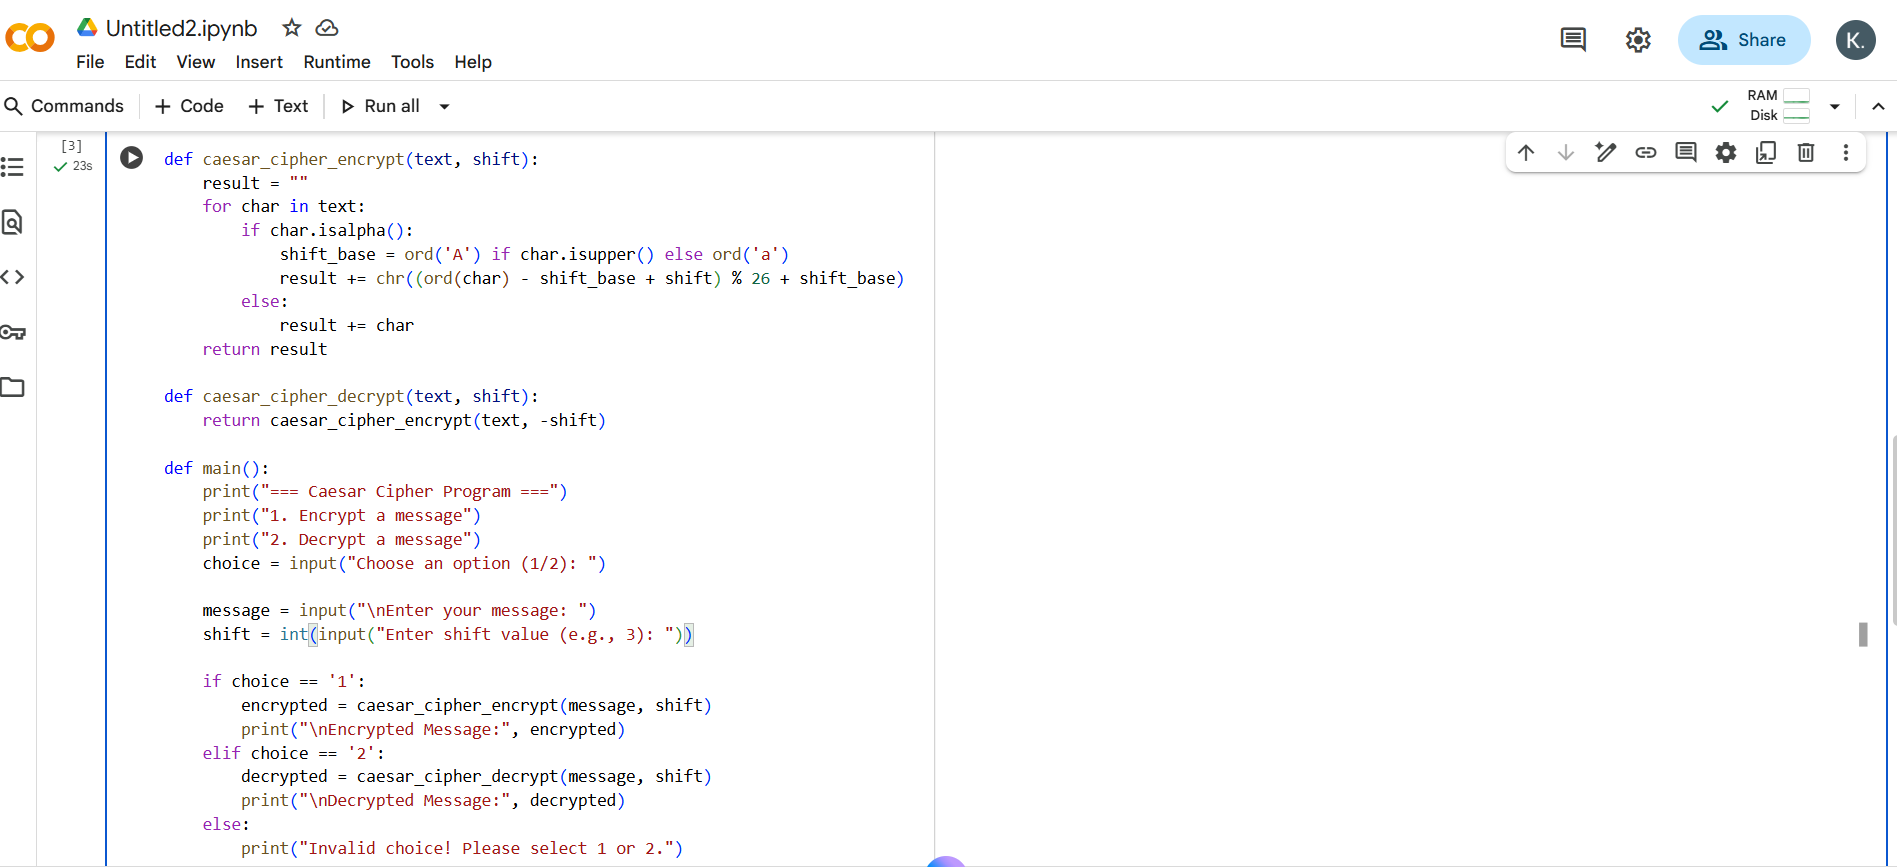 Untitled2.ipynb
File Edit View Insert Runtime Tools Help
Share
K.
Commands + Code + Text Run all
RAM
Disk
[3]
23s
def caesar_cipher_encrypt(text, shift):
    result = ""
    for char in text:
        if char.isalpha():
            shift_base = ord('A') if char.isupper() else ord('a')
            result += chr((ord(char) - shift_base + shift) % 26 + shift_base)
        else:
            result += char
    return result
def caesar_cipher_decrypt(text, shift):
    return caesar_cipher_encrypt(text, -shift)
def main():
    print("=== Caesar Cipher Program ===")
    print("1. Encrypt a message")
    print("2. Decrypt a message")
    choice = input("Choose an option (1/2): ")
    message = input("\nEnter your message: ")
    shift = int(input("Enter shift value (e.g., 3): "))
    if choice == '1':
        encrypted = caesar_cipher_encrypt(message, shift)
        print("\nEncrypted Message:", encrypted)
    elif choice == '2':
        decrypted = caesar_cipher_decrypt(message, shift)
        print("\nDecrypted Message:", decrypted)
    else:
        print("Invalid choice! Please select 1 or 2.")